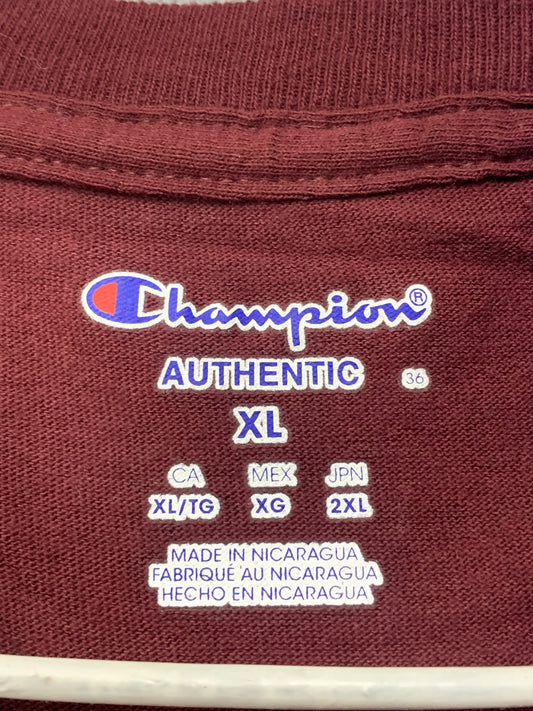 Champion®
AUTHENTIC 36
XL
CA MEX JPN
XL/TG XG 2XL
MADE IN NICARAGUA
FABRIQUÉ AU NICARAGUA
HECHO EN NICARAGUA